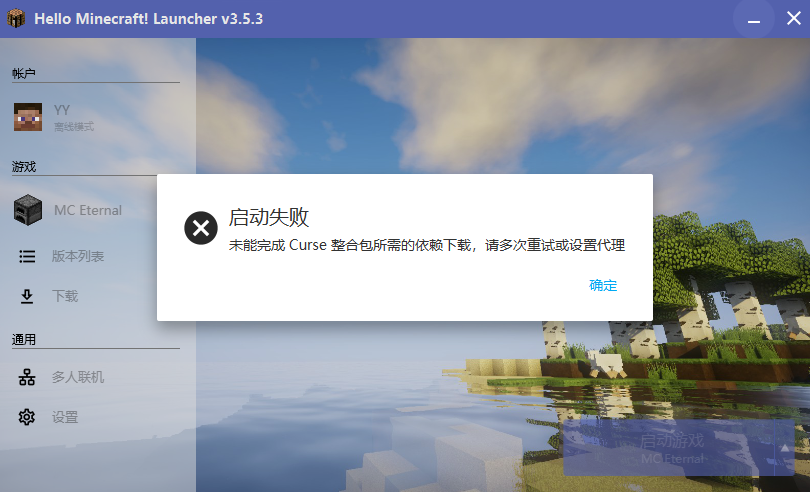 Hello Minecraft! Launcher v3.5.3
帐户
YY
离线模式
游戏
MC Eternal
版本列表
下载
通用
多人联机
设置
启动失败
未能完成 Curse 整合包所需的依赖下载，请多次重试或设置代理
确定
启动游戏
MC Eternal